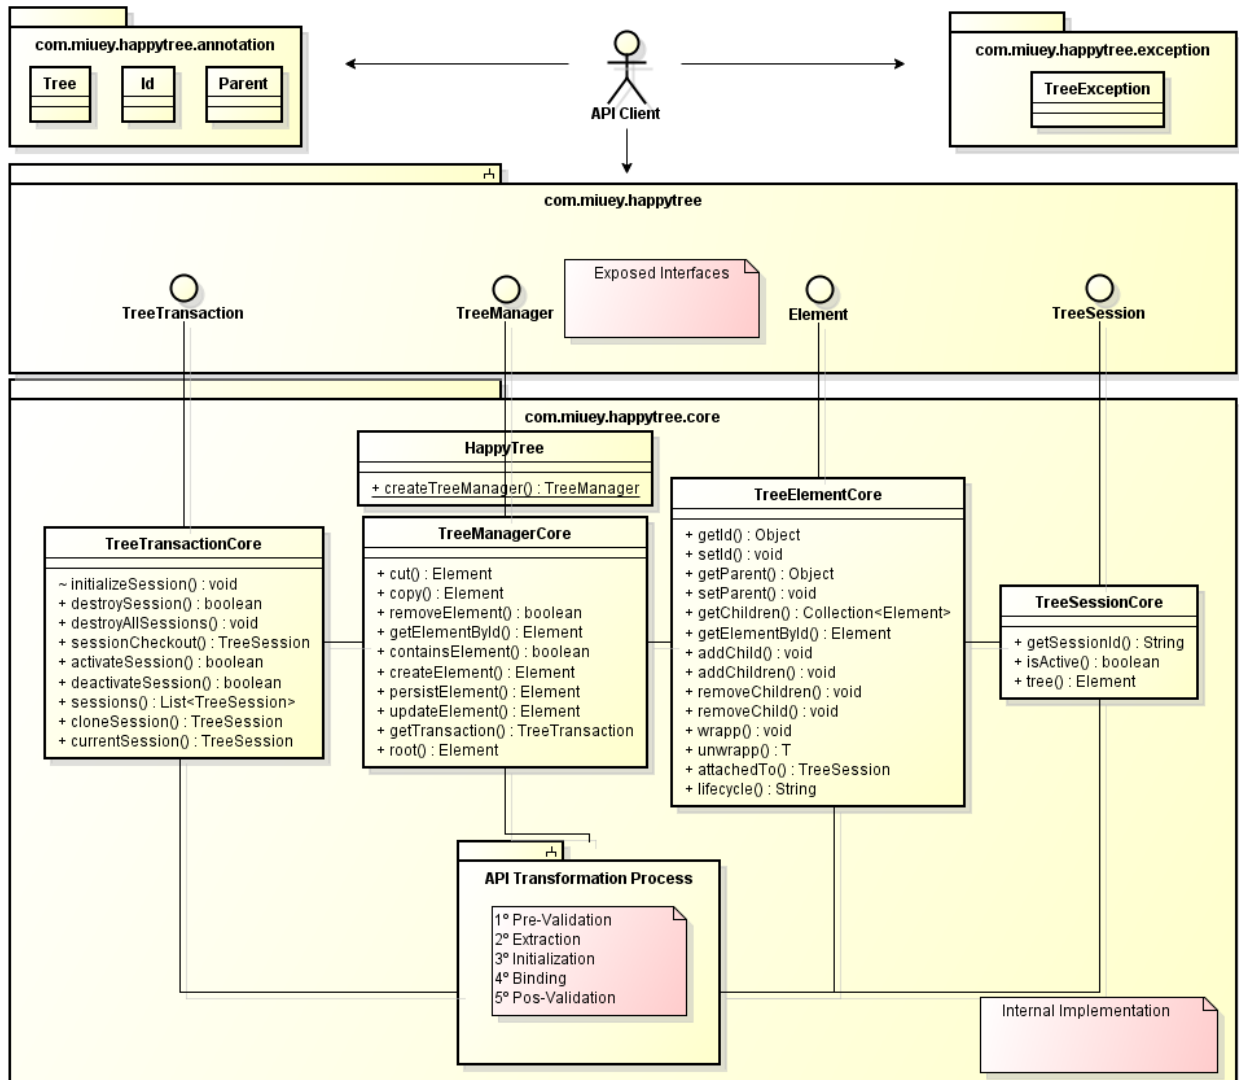 com.miuey.happytree.annotation
Tree
Id
Parent
API Client
com.miuey.happytree.exception
TreeException
com.miuey.happytree
Exposed Interfaces
TreeTransaction
TreeManager
Element
TreeSession
com.miuey.happytree.core
HappyTree
+ createTreeManager() : TreeManager
TreeTransactionCore
~ initializeSession() : void
+ destroySession() : boolean
+ destroyAllSessions() : void
+ sessionCheckout() : TreeSession
+ activateSession() : boolean
+ deactivateSession() : boolean
+ sessions() : List<TreeSession>
+ cloneSession() : TreeSession
+ currentSession() : TreeSession
TreeManagerCore
+ cut() : Element
+ copy() : Element
+ removeElement() : boolean
+ getElementById() : Element
+ containsElement() : boolean
+ createElement() : Element
+ persistElement() : Element
+ updateElement() : Element
+ getTransaction() : TreeTransaction
+ root() : Element
TreeElementCore
+ getId() : Object
+ setId() : void
+ getParent() : Object
+ setParent() : void
+ getChildren() : Collection<Element>
+ getElementById() : Element
+ addChild() : void
+ addChildren() : void
+ removeChildren() : void
+ removeChild() : void
+ wrapp() : void
+ unwrapp() : T
+ attachedTo() : TreeSession
+ lifecycle() : String
TreeSessionCore
+ getSessionId() : String
+ isActive() : boolean
+ tree() : Element
API Transformation Process
1º Pre-Validation
2º Extraction
3º Initialization
4º Binding
5º Pos-Validation
Internal Implementation